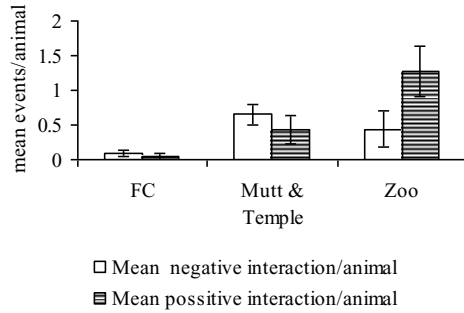 mean events/animal
2
1.5
1
0.5
0
FC
Mutt &
Temple
Zoo
Mean negative interaction/animal
Mean possitive interaction/animal